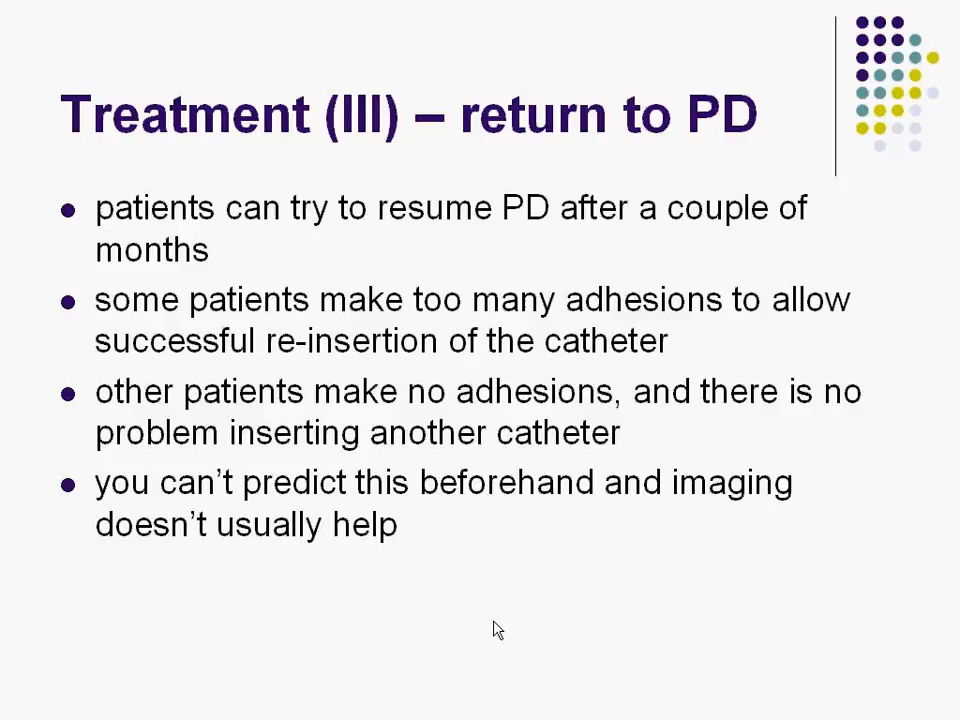 Treatment (III) – return to PD
patients can try to resume PD after a couple of
months
some patients make too many adhesions to allow
successful re-insertion of the catheter
other patients make no adhesions, and there is no
problem inserting another catheter
you can’t predict this beforehand and imaging
doesn’t usually help